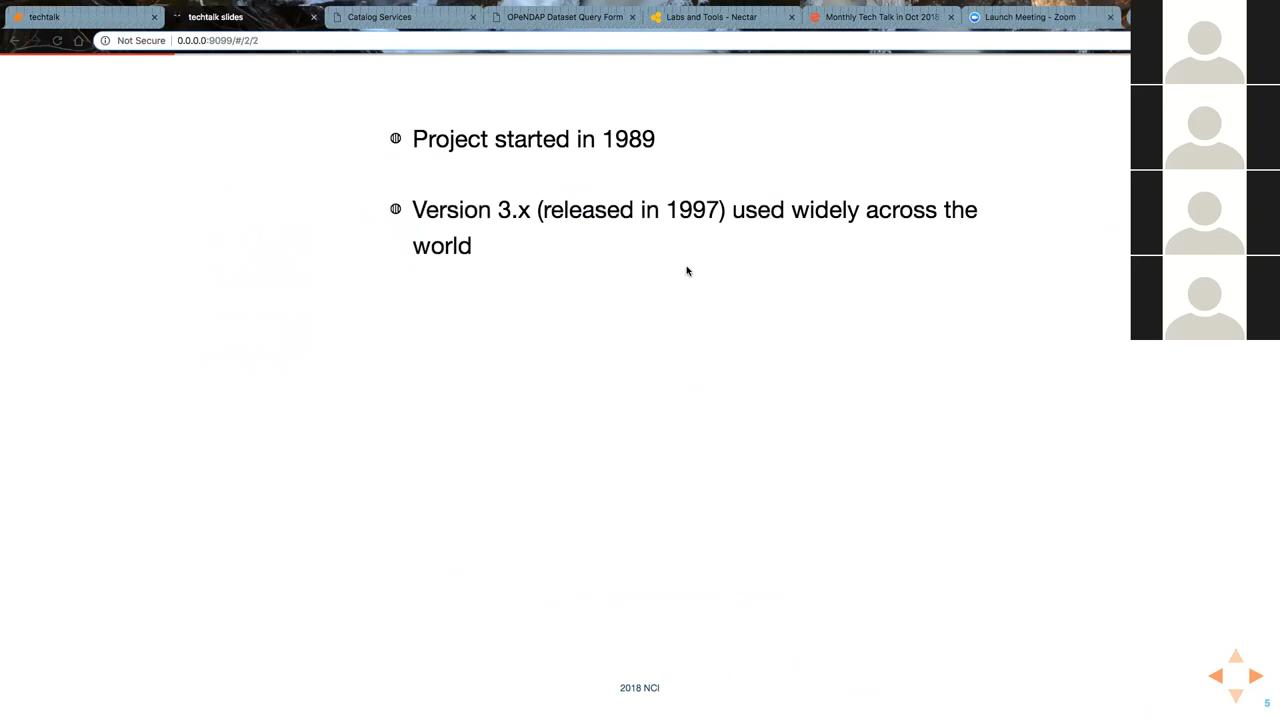 techtalk
techtalk slides
Catalog Services
OPeNDAP Dataset Query Form
Labs and Tools - Nectar
Monthly Tech Talk in Oct 2018
Launch Meeting - Zoom
Not Secure
0.0.0.0:9099/#/2/2
Project started in 1989
Version 3.x (released in 1997) used widely across the
world
2018 NCI
5